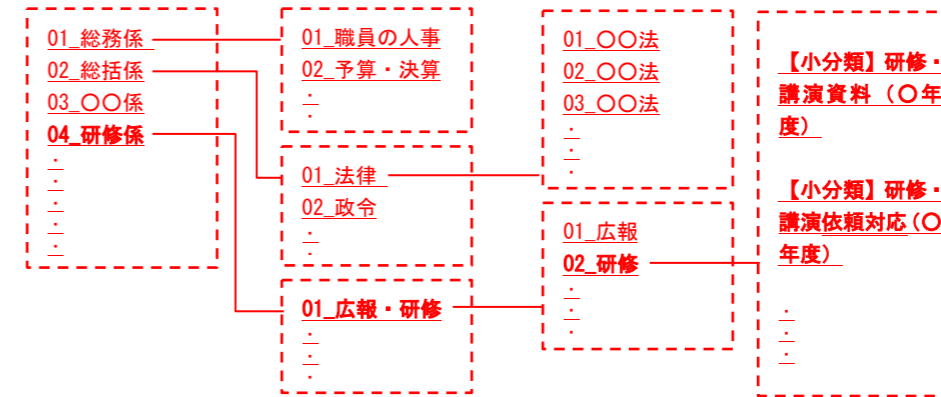 01_総務係
02_総括係
03_〇〇係
04_研修係
・
・
・
・
・
01_職員の人事
02_予算・決算
・
・
01_法律
02_政令
・
・
01_広報・研修
・
・
・
01_〇〇法
02_〇〇法
03_〇〇法
・
・
・
01_広報
02_研修
・
・
・
【小分類】研修・
講演資料（〇年
度）
【小分類】研修・
講演依頼対応（〇
年度）
・
・
・